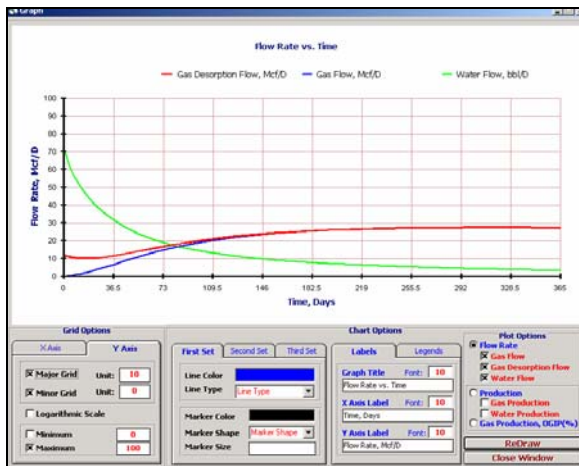 Graph
Flow Rate vs. Time
Gas Desorption Flow, Mcf/D Gas Flow, Mcf/D Water Flow, bbl/D
100
90
80
70
60
50
40
30
20
10
0
Flow Rate, Mcf/D
0 36.5 73 109.5 146 182.5 219 255.5 292 328.5 365
Time, Days
Grid Options
X Axis Y Axis
Major Grid Unit: 10
Minor Grid Unit: 0
Logarithmic Scale
Minimum 0
Maximum 100
Chart Options
First Set Second Set Third Set
Line Color
Line Type Line Type
Marker Color
Marker Shape Marker Shape
Marker Size
Labels Legends
Graph Title Font: 10
Flow Rate vs. Time
X Axis Label Font: 10
Time, Days
Y Axis Label Font: 10
Flow Rate, Mcf/D
Plot Options
Flow Rate
Gas Flow
Gas Desorption Flow
Water Flow
Production
Gas Production
Water Production
Gas Production, OGIP(%)
ReDraw
Close Window